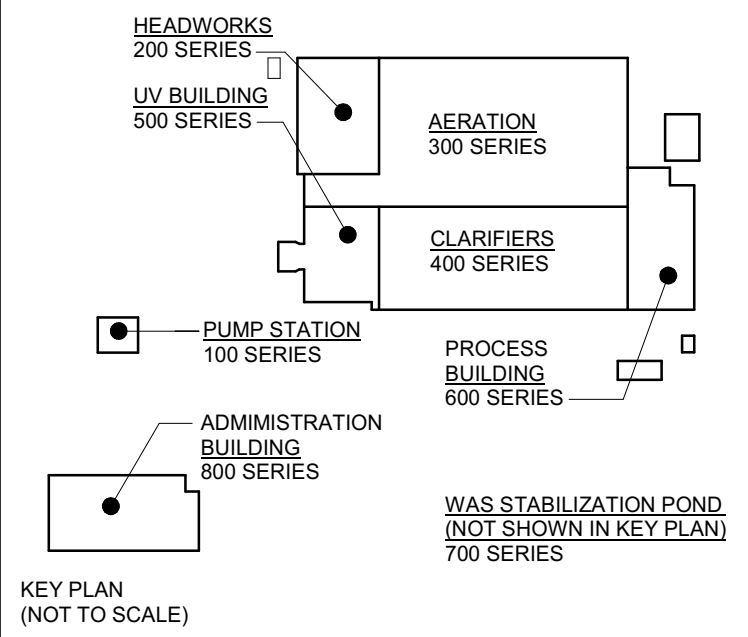 HEADWORKS
200 SERIES
UV BUILDING
500 SERIES
AERATION
300 SERIES
CLARIFIERS
400 SERIES
PUMP STATION
100 SERIES
PROCESS
BUILDING
600 SERIES
ADMIMISTRATION
BUILDING
800 SERIES
WAS STABILIZATION POND
(NOT SHOWN IN KEY PLAN)
700 SERIES
KEY PLAN
(NOT TO SCALE)